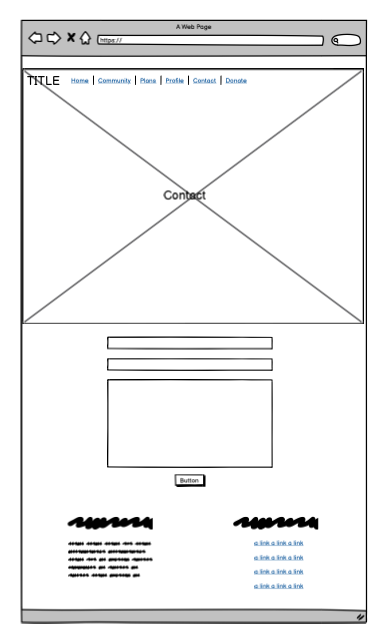 A Web Page
https://
TITLE Home Community Plans Profile Contact Donate
Contact
Button
a link a link a link
a link a link a link
a link a link a link
a link a link a link